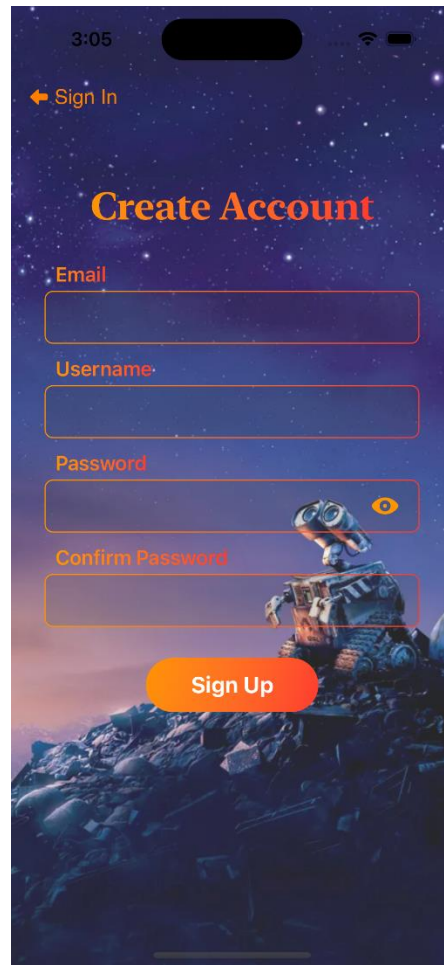 3:05
Sign In
Create Account
Email
Username
Password
Confirm Password
Sign Up